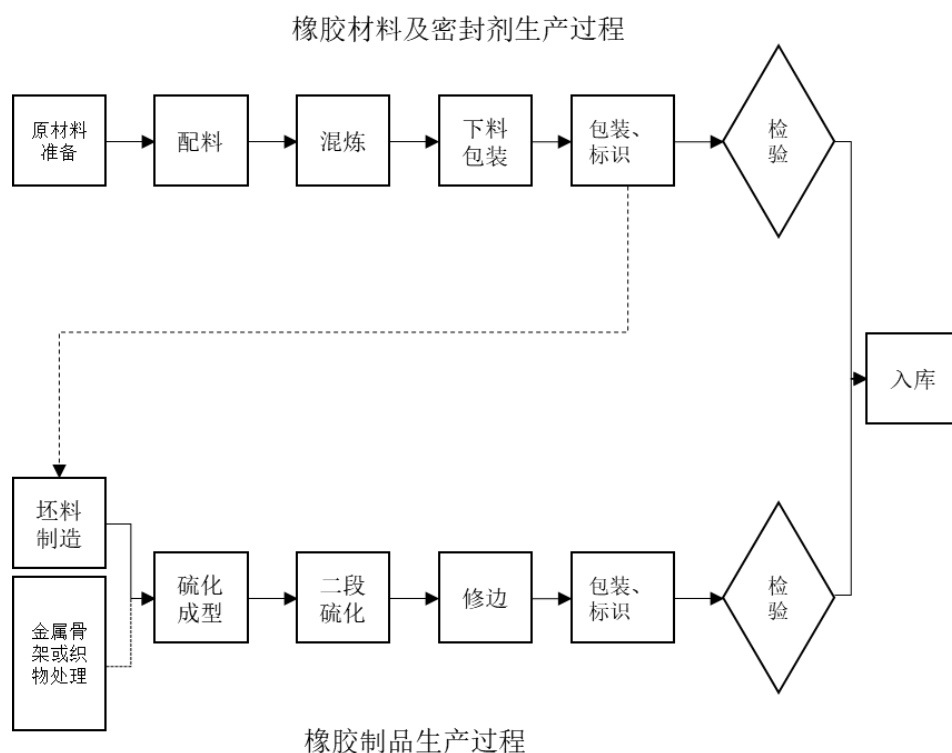 橡胶材料及密封剂生产过程
原材料
准备
配料
混炼
下料
包装
包装、
标识
检
验
入库
坯料
制造
金属骨
架或织
物处理
硫化
成型
二段
硫化
修边
包装、
标识
检
验
橡胶制品生产过程